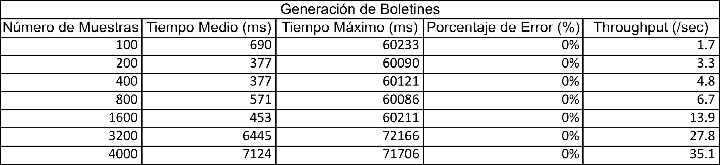 Generación de Boletines
Número de Muestras Tiempo Medio (ms) Tiempo Máximo (ms) Porcentaje de Error (%) Throughput (/sec)
100 690 60233 0% 1.7
200 377 60090 0% 3.3
400 377 60121 0% 4.8
800 571 60086 0% 6.7
1600 453 60211 0% 13.9
3200 6445 72166 0% 27.8
4000 7124 71706 0% 35.1